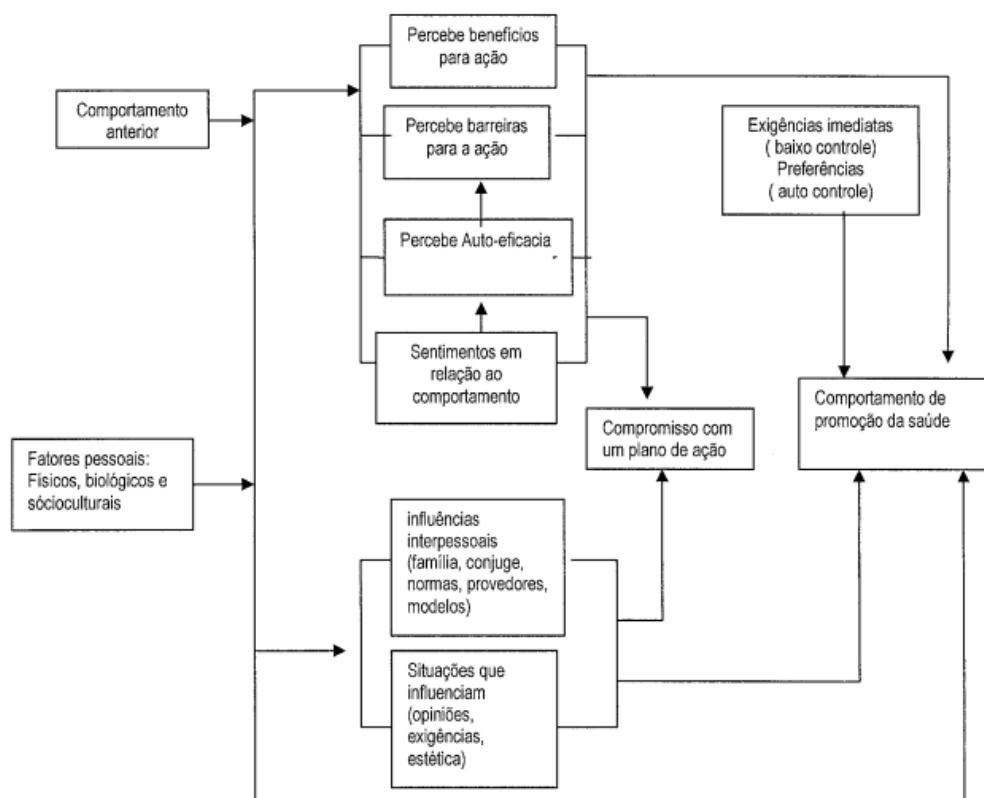 Percebe benefícios
para ação
Comportamento
anterior
Percebe barreiras
para a ação
Exigências imediatas
( baixo controle)
Preferências
( auto controle)
Percebe Auto-eficacia
Sentimentos em
relação ao
comportamento
Comportamento de
promoção da saúde
Compromisso com
um plano de ação
Fatores pessoais:
Físicos, biológicos e
sócioculturais
influências
interpessoais
(família, conjuge,
normas, provedores,
modelos)
Situações que
influenciam
(opiniões,
exigências,
estética)